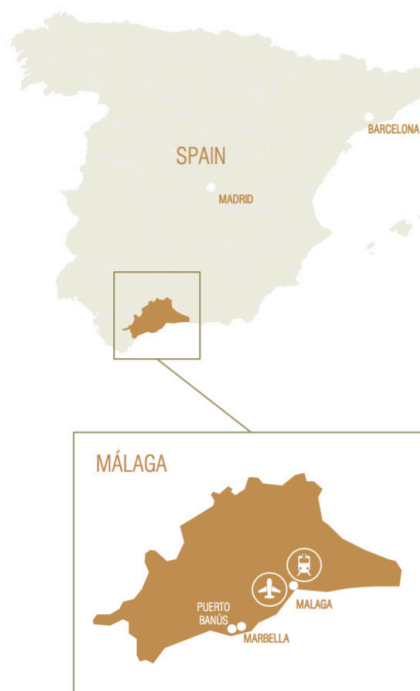 BARCELONA
SPAIN
MADRID
MÁLAGA
MALAGA
PUERTO
BANÚS
MARBELLA